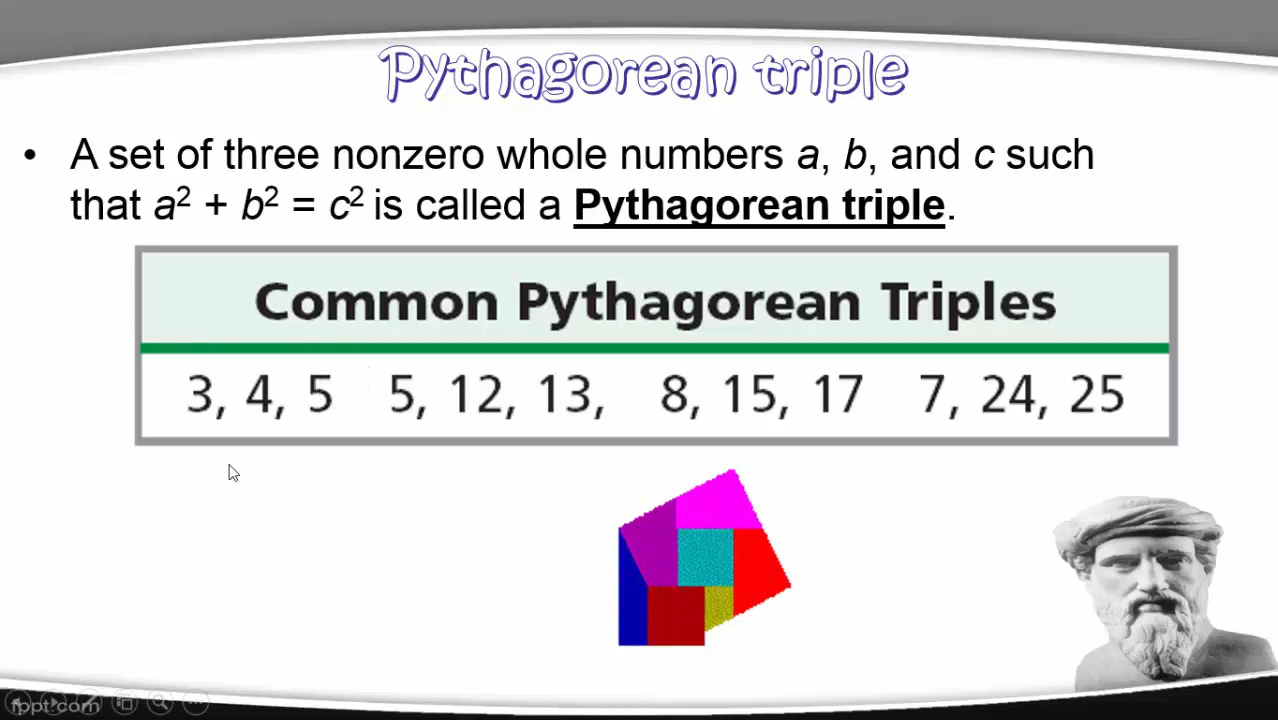 Pythagorean triple
• A set of three nonzero whole numbers a, b, and c such
that a² + b² = c² is called a Pythagorean triple.
Common Pythagorean Triples
3, 4, 5 5, 12, 13, 8, 15, 17 7, 24, 25
fppt.com